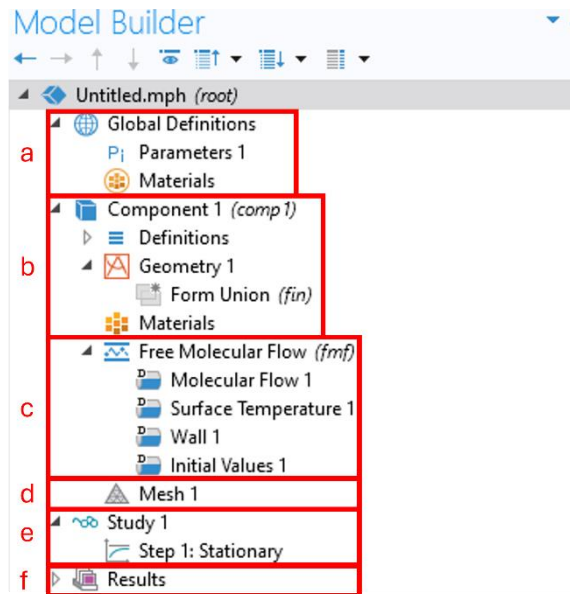 Model Builder
Untitled.mph (root)
Global Definitions
a
Pi Parameters 1
Materials
Component 1 (comp1)
Definitions
b
Geometry 1
Form Union (fin)
Materials
Free Molecular Flow (fmf)
D Molecular Flow 1
c
D Surface Temperature 1
D Wall 1
D Initial Values 1
d Mesh 1
Study 1
e
Step 1: Stationary
f Results